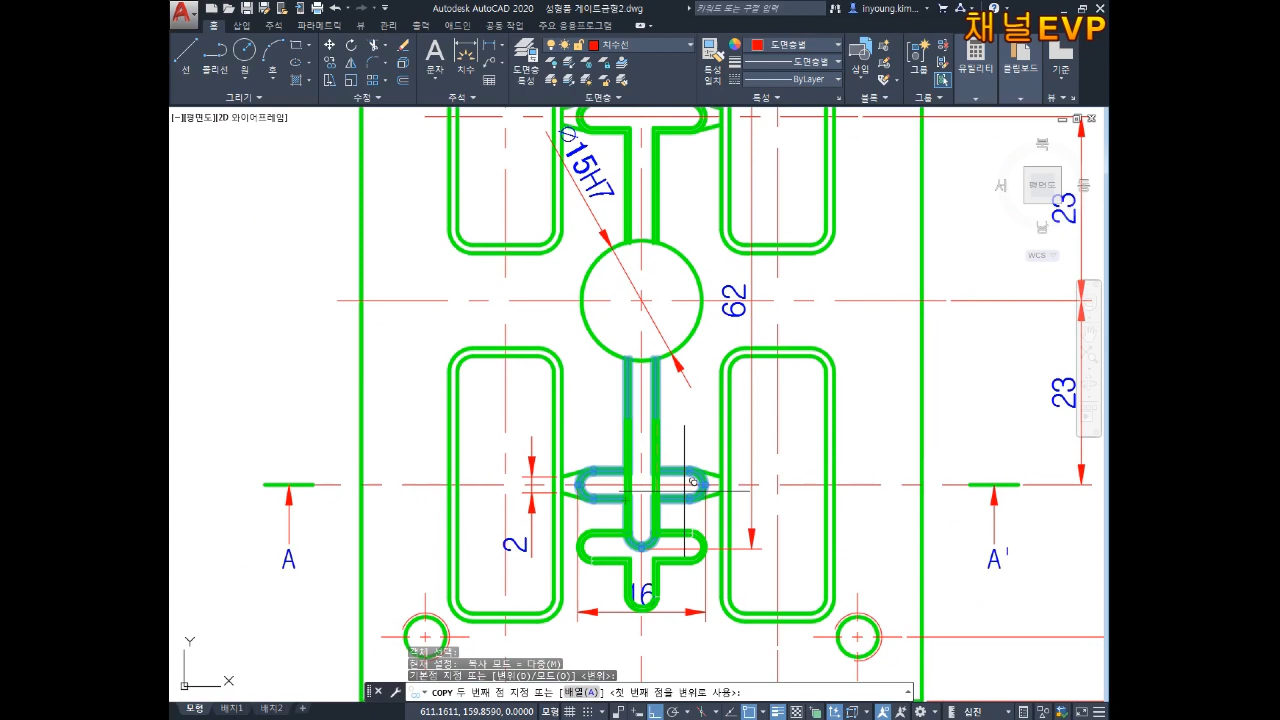 Autodesk AutoCAD 2020 성형품 게이트금형2.dwg
키워드 또는 구문 입력
inyoung.kim...
채널EVP
홈 삽입 주석 파라메트릭 뷰 관리 출력 애드인 공동 작업 주요 응용프로그램
선 폴리선 원 호
문자 치수
도면층 특성
치수선
특성 일치
도면층별
도면층별
ByLayer
삽입 그룹 유틸리티 클립보드 기준
그리기 수정 주석 도면층 특성 블록 그룹 뷰
[-][평면도][2D 와이어프레임]
북
서 평면도 동
남
WCS
Ø15H7
23
62
23
2
16
A
A'
Y
X
객체 선택:
현재 설정: 복사 모드 = 다중(M)
기본점 지정 또는 [변위(D)/모드(O)] <변위>:
COPY 두 번째 점 지정 또는 [배열(A)] <첫 번째 점을 변위로 사용>:
모형 배치1 배치2 +
611.1611, 159.8590, 0.0000 모형
십진